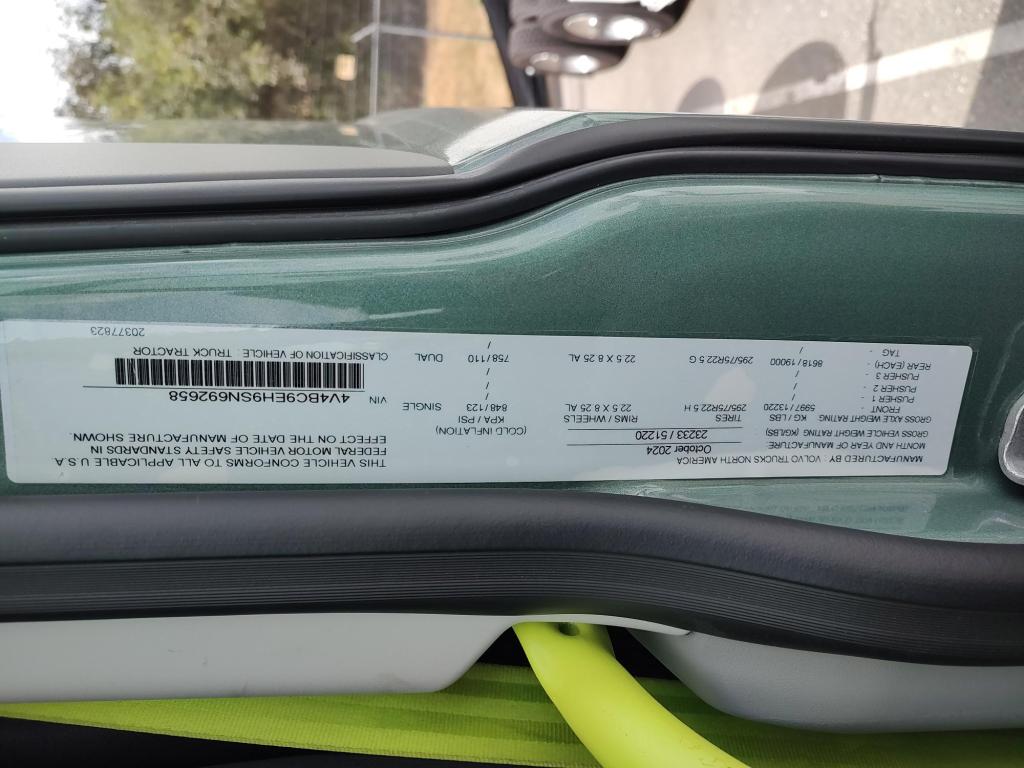 MANUFACTURED BY : VOLVO TRUCKS NORTH AMERICA
MONTH AND YEAR OF MANUFACTURE October 2024
GROSS VEHICLE WEIGHT RATING (KG/LBS) 23233 / 51220
GROSS AXLE WEIGHT RATING KG / LBS TIRES RIMS / WHEELS (COLD INFLATION) KPA / PSI
FRONT 5997 / 13220 295/75R22.5 H 22.5 X 8.25 AL 848 / 123 SINGLE
PUSHER 1 - /
PUSHER 2 - /
PUSHER 3 - /
REAR (EACH) 8618 / 19000 295/75R22.5 G 22.5 X 8.25 AL 758 / 110 DUAL
TAG - /
THIS VEHICLE CONFORMS TO ALL APPLICABLE U.S.A
FEDERAL MOTOR VEHICLE SAFETY STANDARDS IN
EFFECT ON THE DATE OF MANUFACTURE SHOWN.
VIN 4V4BC9EH9SN692658
CLASSIFICATION OF VEHICLE : TRUCK TRACTOR
20377823